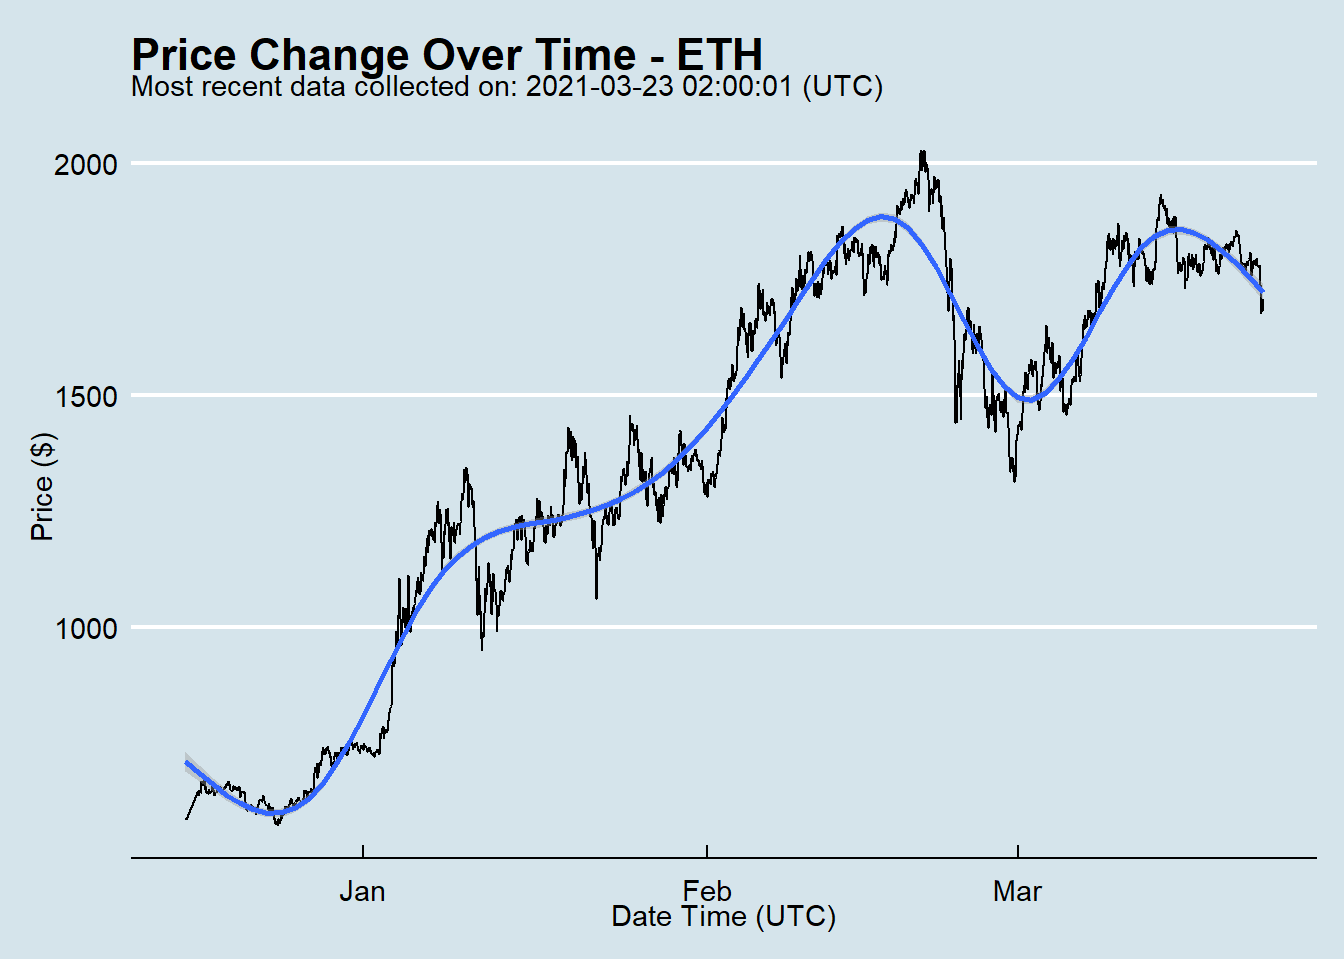 Price Change Over Time - ETH
Most recent data collected on: 2021-03-23 02:00:01 (UTC)
2000
1500
1000
Price ($)
Jan Feb Mar
Date Time (UTC)